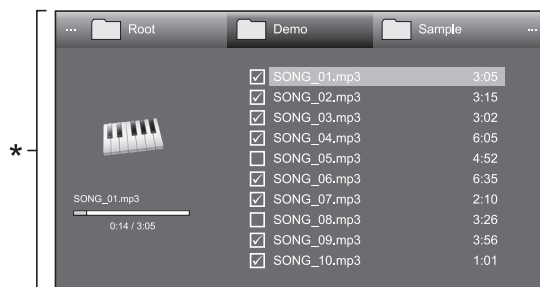 ... Root Demo Sample ...
SONG_01.mp3 3:05
SONG_02.mp3 3:15
SONG_03.mp3 3:02
SONG_04.mp3 6:05
SONG_05.mp3 4:52
SONG_06.mp3 6:35
SONG_07.mp3 2:10
SONG_08.mp3 3:26
SONG_09.mp3 3:56
SONG_10.mp3 1:01
*
SONG_01.mp3
0:14 / 3:05